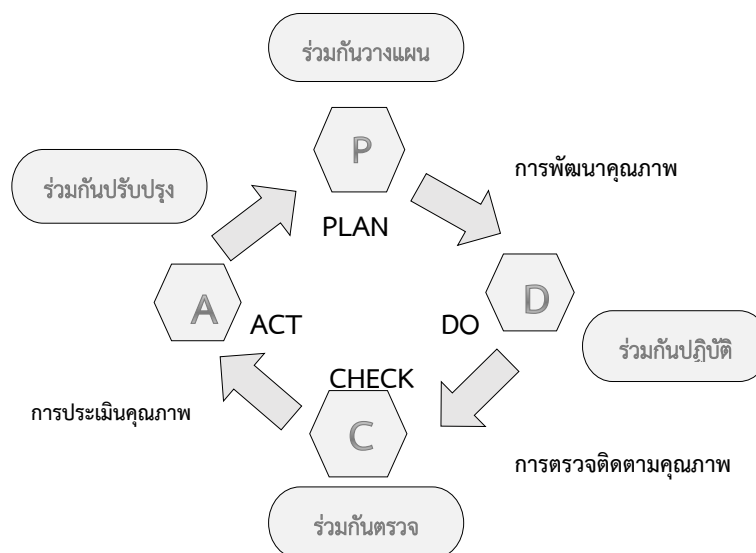 ร่วมกันวางแผน
P
การพัฒนาคุณภาพ
ร่วมกันปรับปรุง
PLAN
A
ACT
DO
D
ร่วมกันปฏิบัติ
CHECK
การประเมินคุณภาพ
C
การตรวจติดตามคุณภาพ
ร่วมกันตรวจ